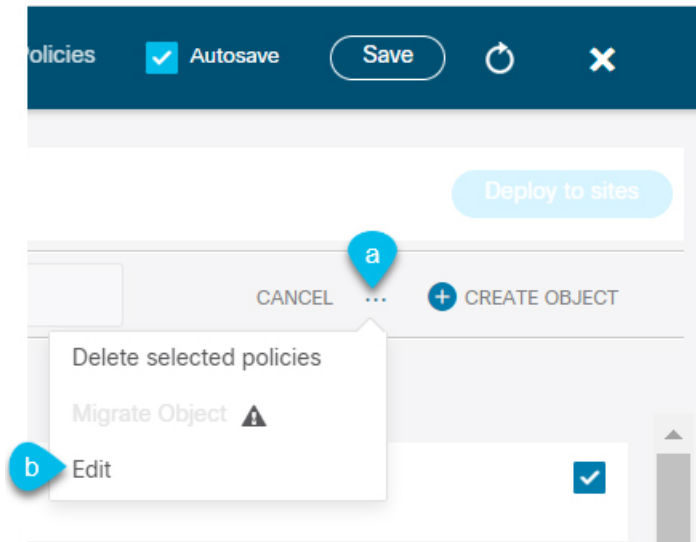 olicies Autosave Save
Deploy to sites
a
CANCEL ... CREATE OBJECT
Delete selected policies
Migrate Object
b Edit